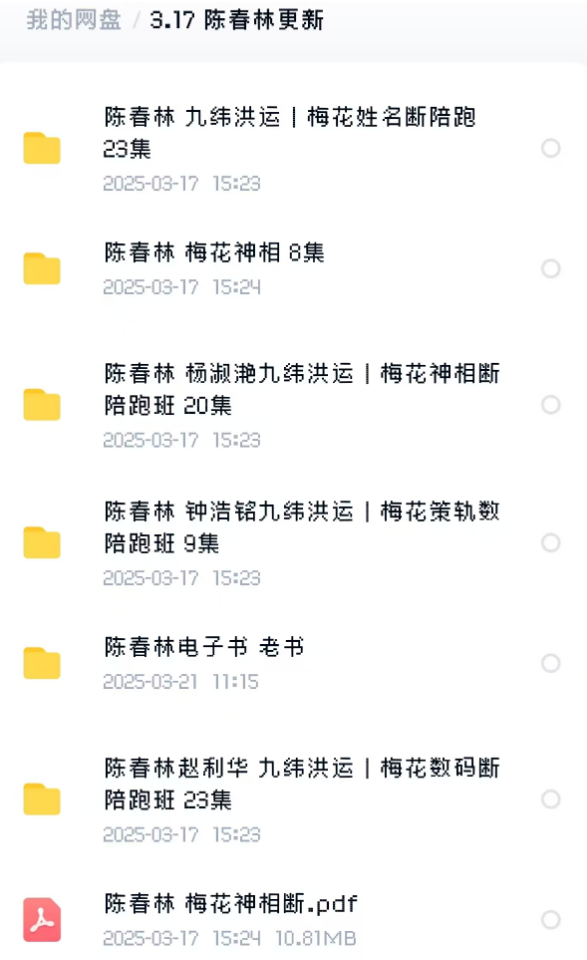 我的网盘 / 3.17 陈春林更新
陈春林 九纬洪运 | 梅花姓名断陪跑
23集
2025-03-17 15:23
陈春林 梅花神相 8集
2025-03-17 15:24
陈春林 杨淑滟九纬洪运 | 梅花神相断
陪跑班 20集
2025-03-17 15:23
陈春林 钟浩铭九纬洪运 | 梅花策轨数
陪跑班 9集
2025-03-17 15:23
陈春林电子书 老书
2025-03-21 11:15
陈春林赵利华 九纬洪运 | 梅花数码断
陪跑班 23集
2025-03-17 15:23
陈春林 梅花神相断.pdf
2025-03-17 15:24 10.81MB